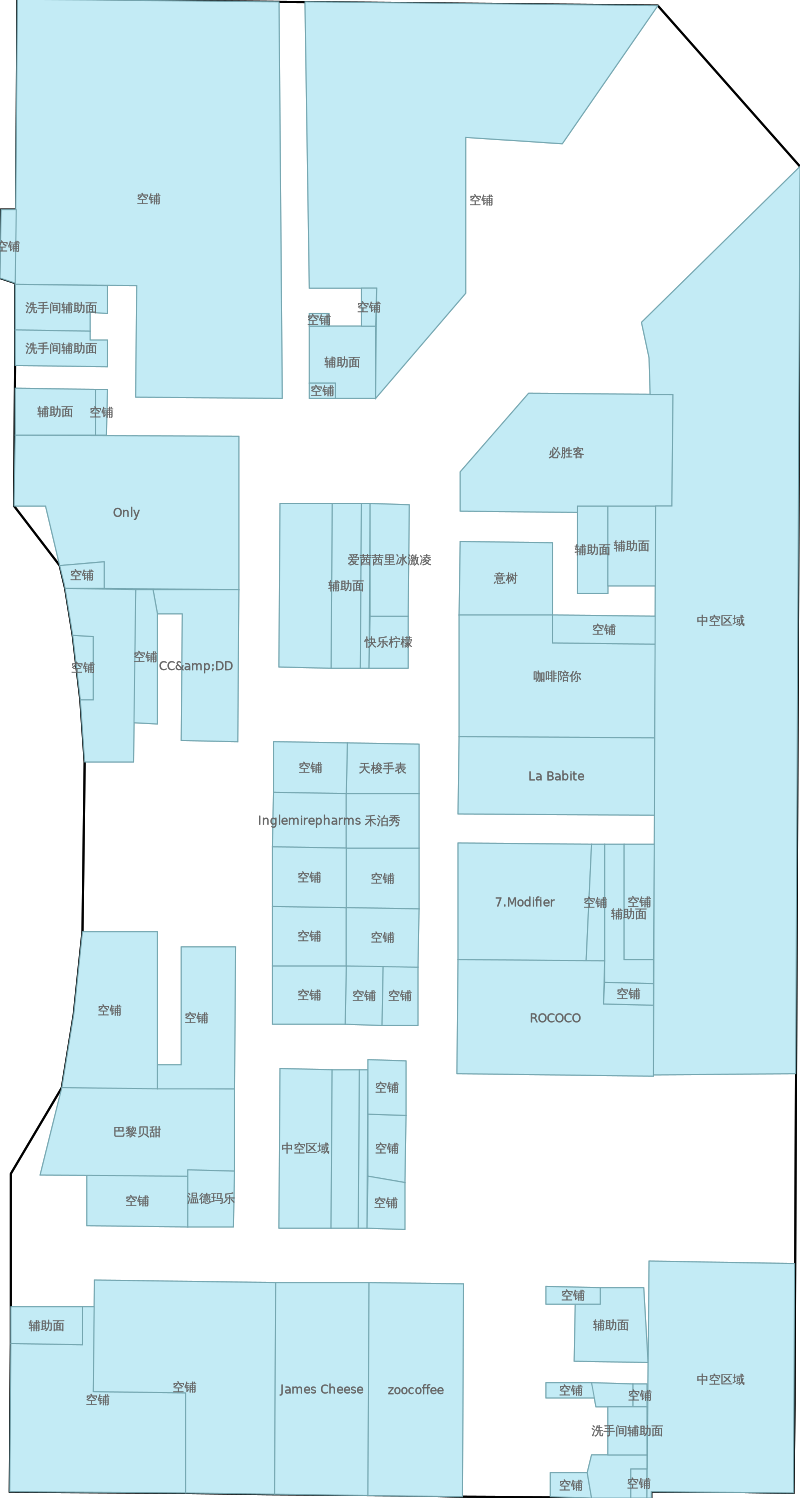 空铺
空铺
空铺
洗手间辅助面
空铺
空铺
洗手间辅助面
辅助面
空铺
辅助面
空铺
必胜客
Only
辅助面
辅助面
爱茜茜里冰激凌
空铺
意树
辅助面
中空区域
空铺
快乐柠檬
空铺
CC&amp;DD
空铺
咖啡陪你
空铺
天梭手表
La Babite
Inglemirepharms
禾泊秀
空铺
空铺
7.Modifier
空铺
空铺
辅助面
空铺
空铺
空铺
空铺
空铺
空铺
空铺
空铺
ROCOCO
空铺
巴黎贝甜
中空区域
空铺
空铺
温德玛乐
空铺
空铺
辅助面
辅助面
中空区域
空铺
空铺
James Cheese
zoocoffee
空铺
空铺
洗手间辅助面
空铺
空铺